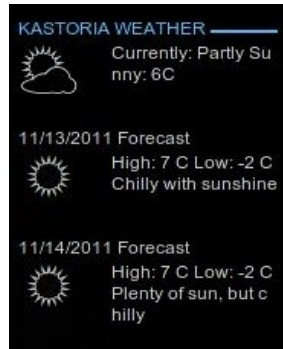 KASTORIA WEATHER
Currently: Partly Su
nny: 6C
11/13/2011 Forecast
High: 7 C Low: -2 C
Chilly with sunshine
11/14/2011 Forecast
High: 7 C Low: -2 C
Plenty of sun, but c
hilly